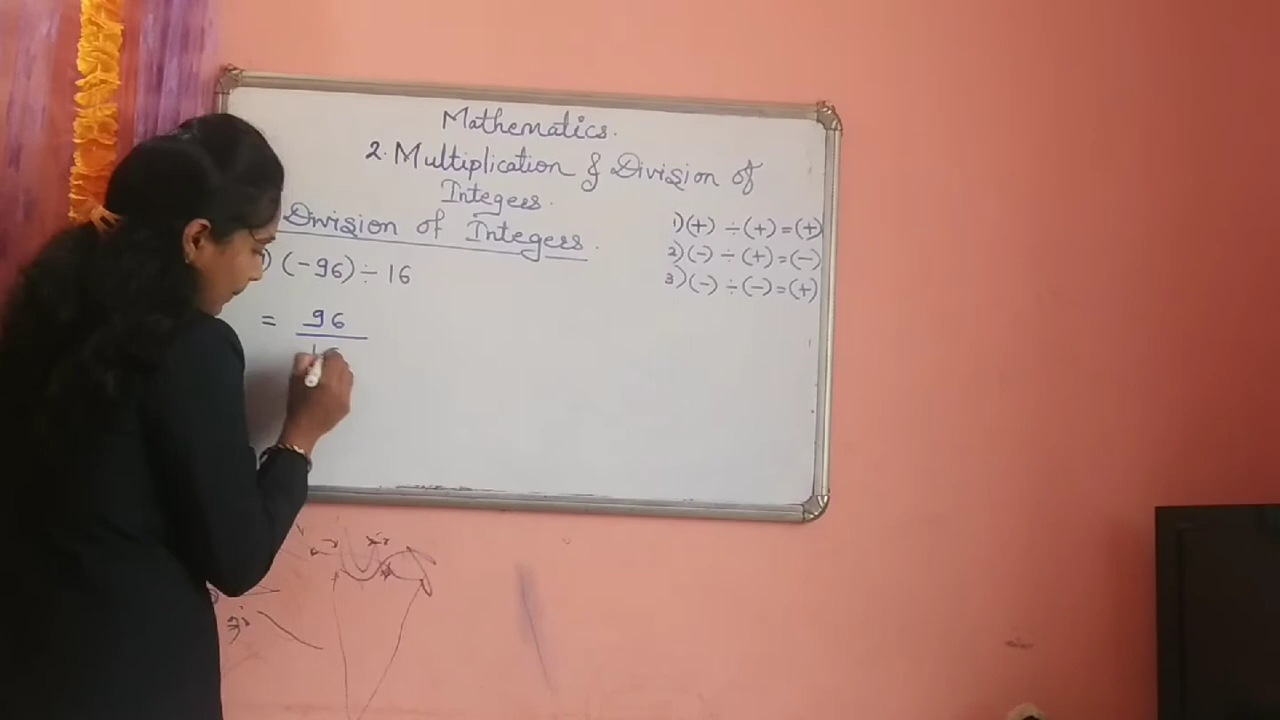 Mathematics.
2. Multiplication & Division of
Integers.
Division of Integers.
1) (+) ÷ (+) = (+)
2) (-) ÷ (+) = (-)
3) (-) ÷ (-) = (+)
) (-96) ÷ 16
= 96